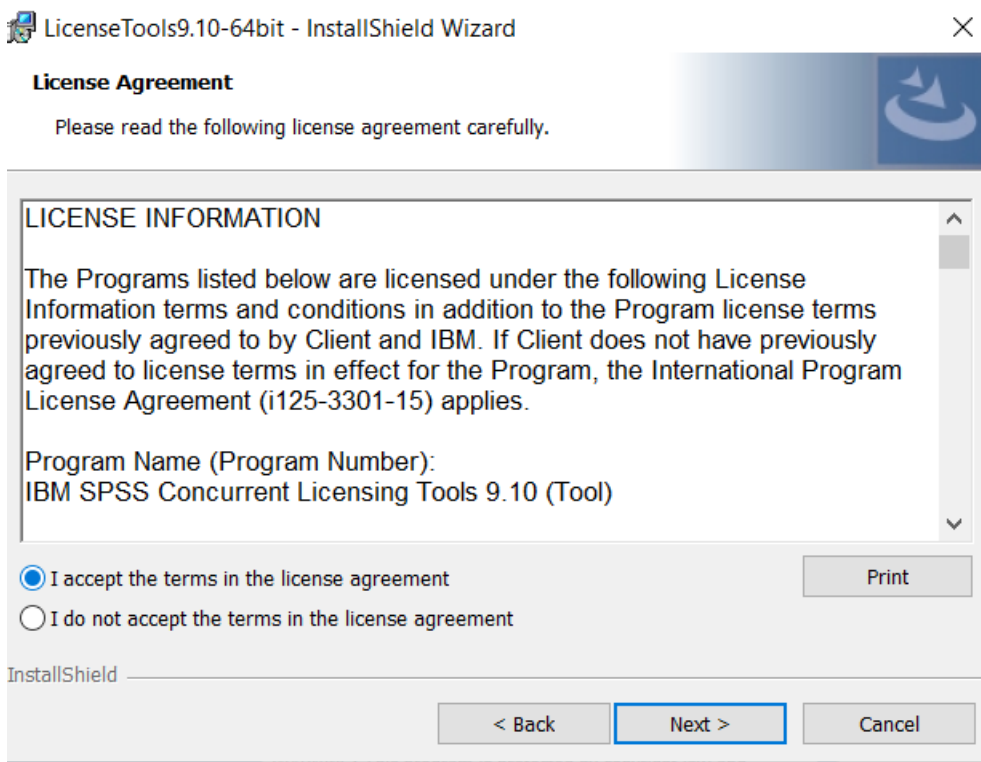 LicenseTools9.10-64bit - InstallShield Wizard
License Agreement
Please read the following license agreement carefully.
LICENSE INFORMATION
The Programs listed below are licensed under the following License
Information terms and conditions in addition to the Program license terms
previously agreed to by Client and IBM. If Client does not have previously
agreed to license terms in effect for the Program, the International Program
License Agreement (i125-3301-15) applies.
Program Name (Program Number):
IBM SPSS Concurrent Licensing Tools 9.10 (Tool)
I accept the terms in the license agreement
Print
I do not accept the terms in the license agreement
InstallShield
< Back
Next >
Cancel